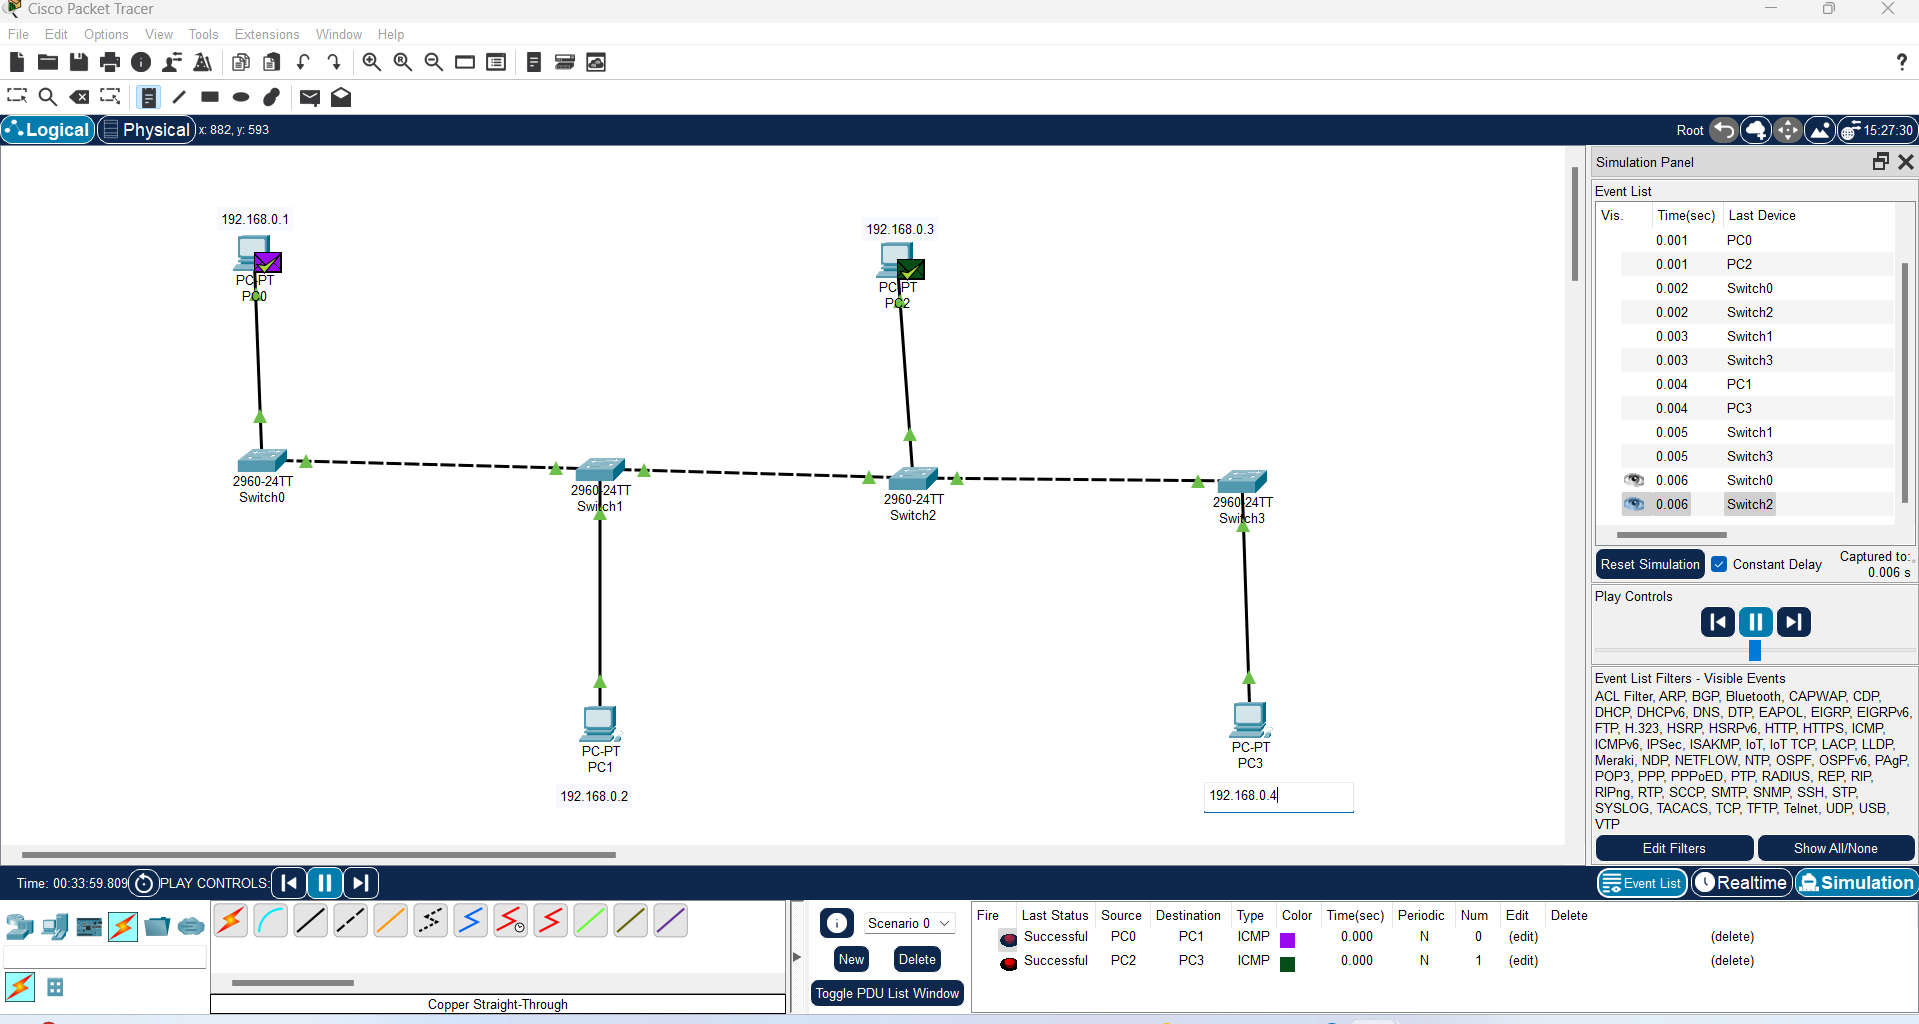 Cisco Packet Tracer
File Edit Options View Tools Extensions Window Help
?
Logical Physical x: 882, y: 593 Root 15:27:30
Simulation Panel
Event List
Vis. Time(sec) Last Device
0.001 PC0
0.001 PC2
0.002 Switch0
0.002 Switch2
0.003 Switch1
0.003 Switch3
0.004 PC1
0.004 PC3
0.005 Switch1
0.005 Switch3
0.006 Switch0
0.006 Switch2
Reset Simulation Constant Delay Captured to:
0.006 s
Play Controls
Event List Filters - Visible Events
ACL Filter, ARP, BGP, Bluetooth, CAPWAP, CDP,
DHCP, DHCPv6, DNS, DTP, EAPOL, EIGRP, EIGRPv6,
FTP, H.323, HSRP, HSRPv6, HTTP, HTTPS, ICMP,
ICMPv6, IPSec, ISAKMP, IoT, IoT TCP, LACP, LLDP,
Meraki, NDP, NETFLOW, NTP, OSPF, OSPFv6, PAgP,
POP3, PPP, PPPoED, PTP, RADIUS, REP, RIP,
RIPng, RTP, SCCP, SMTP, SNMP, SSH, STP,
SYSLOG, TACACS, TCP, TFTP, Telnet, UDP, USB,
VTP
Edit Filters Show All/None
Event List Realtime Simulation
192.168.0.1
PC-PT
PC0
192.168.0.3
PC-PT
PC2
2960-24TT
Switch0
2960-24TT
Switch1
2960-24TT
Switch2
2960-24TT
Switch3
PC-PT
PC1
192.168.0.2
PC-PT
PC3
192.168.0.4
Time: 00:33:59.809 PLAY CONTROLS:
Copper Straight-Through
Scenario 0
New Delete
Toggle PDU List Window
Fire Last Status Source Destination Type Color Time(sec) Periodic Num Edit Delete
Successful PC0 PC1 ICMP 0.000 N 0 (edit) (delete)
Successful PC2 PC3 ICMP 0.000 N 1 (edit) (delete)